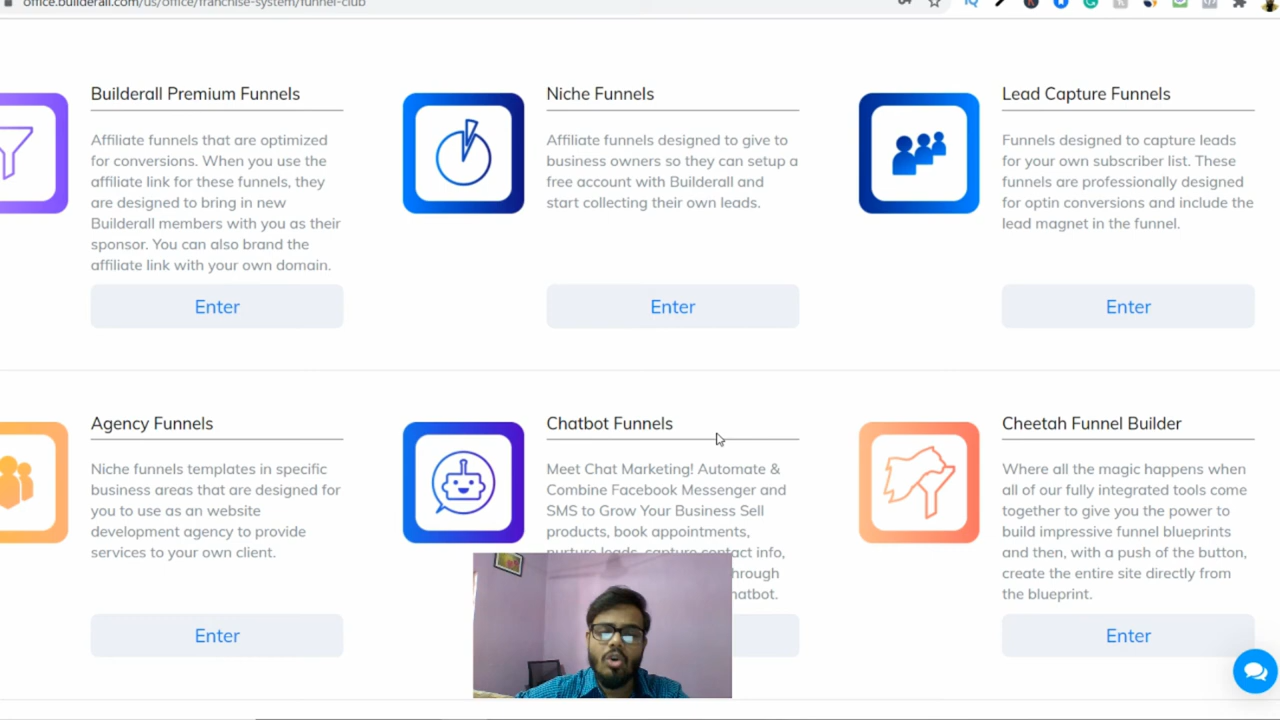 office.builderall.com/us/office/franchise-system/funnel-club
Builderall Premium Funnels
Affiliate funnels that are optimized
for conversions. When you use the
affiliate link for these funnels, they
are designed to bring in new
Builderall members with you as their
sponsor. You can also brand the
affiliate link with your own domain.
Enter
Niche Funnels
Affiliate funnels designed to give to
business owners so they can setup a
free account with Builderall and
start collecting their own leads.
Enter
Lead Capture Funnels
Funnels designed to capture leads
for your own subscriber list. These
funnels are professionally designed
for optin conversions and include the
lead magnet in the funnel.
Enter
Agency Funnels
Niche funnels templates in specific
business areas that are designed for
you to use as an website
development agency to provide
services to your own client.
Enter
Chatbot Funnels
Meet Chat Marketing! Automate &
Combine Facebook Messenger and
SMS to Grow Your Business Sell
products, book appointments,
nurture leads, capture contact info,
hrough
hatbot.
Cheetah Funnel Builder
Where all the magic happens when
all of our fully integrated tools come
together to give you the power to
build impressive funnel blueprints
and then, with a push of the button,
create the entire site directly from
the blueprint.
Enter